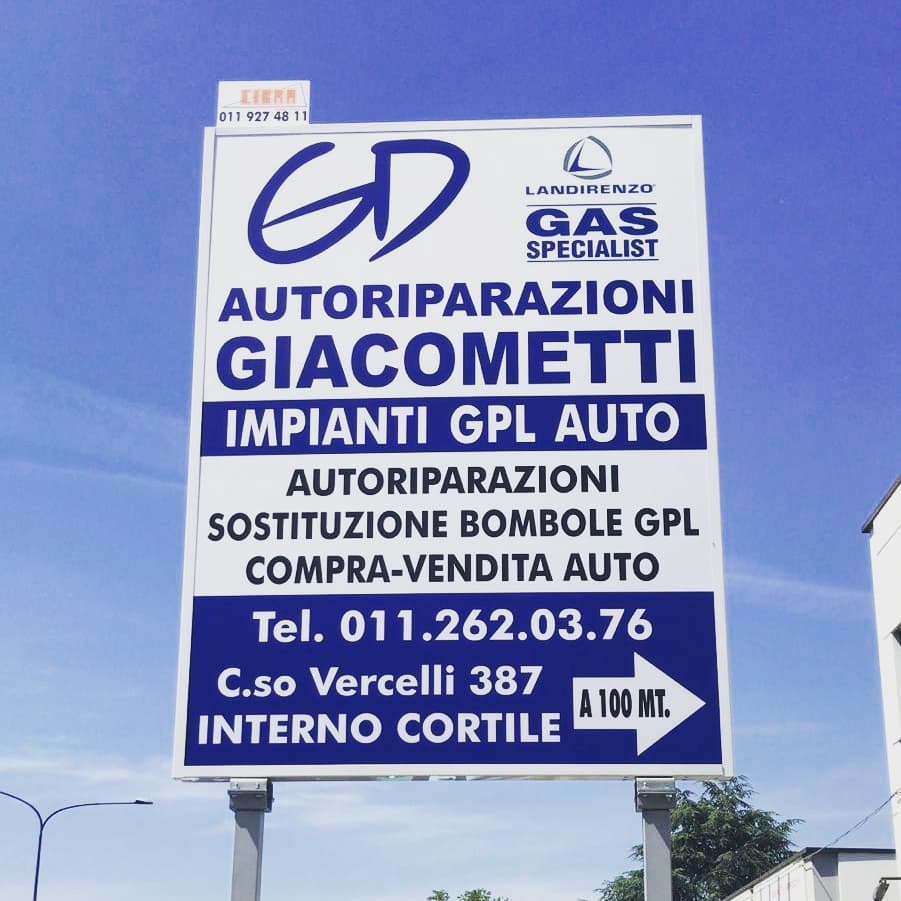 011 927 48 11
GD
LANDIRENZO
GAS
SPECIALIST
AUTORIPARAZIONI
GIACOMETTI
IMPIANTI GPL AUTO
AUTORIPARAZIONI
SOSTITUZIONE BOMBOLE GPL
COMPRA-VENDITA AUTO
Tel. 011.262.03.76
C.so Vercelli 387
INTERNO CORTILE
A 100 MT.